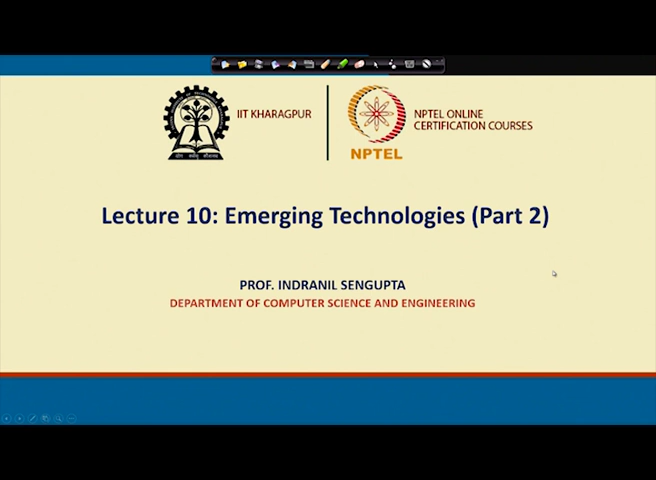 IIT KHARAGPUR
NPTEL ONLINE
CERTIFICATION COURSES
NPTEL
Lecture 10: Emerging Technologies (Part 2)
PROF. INDRANIL SENGUPTA
DEPARTMENT OF COMPUTER SCIENCE AND ENGINEERING